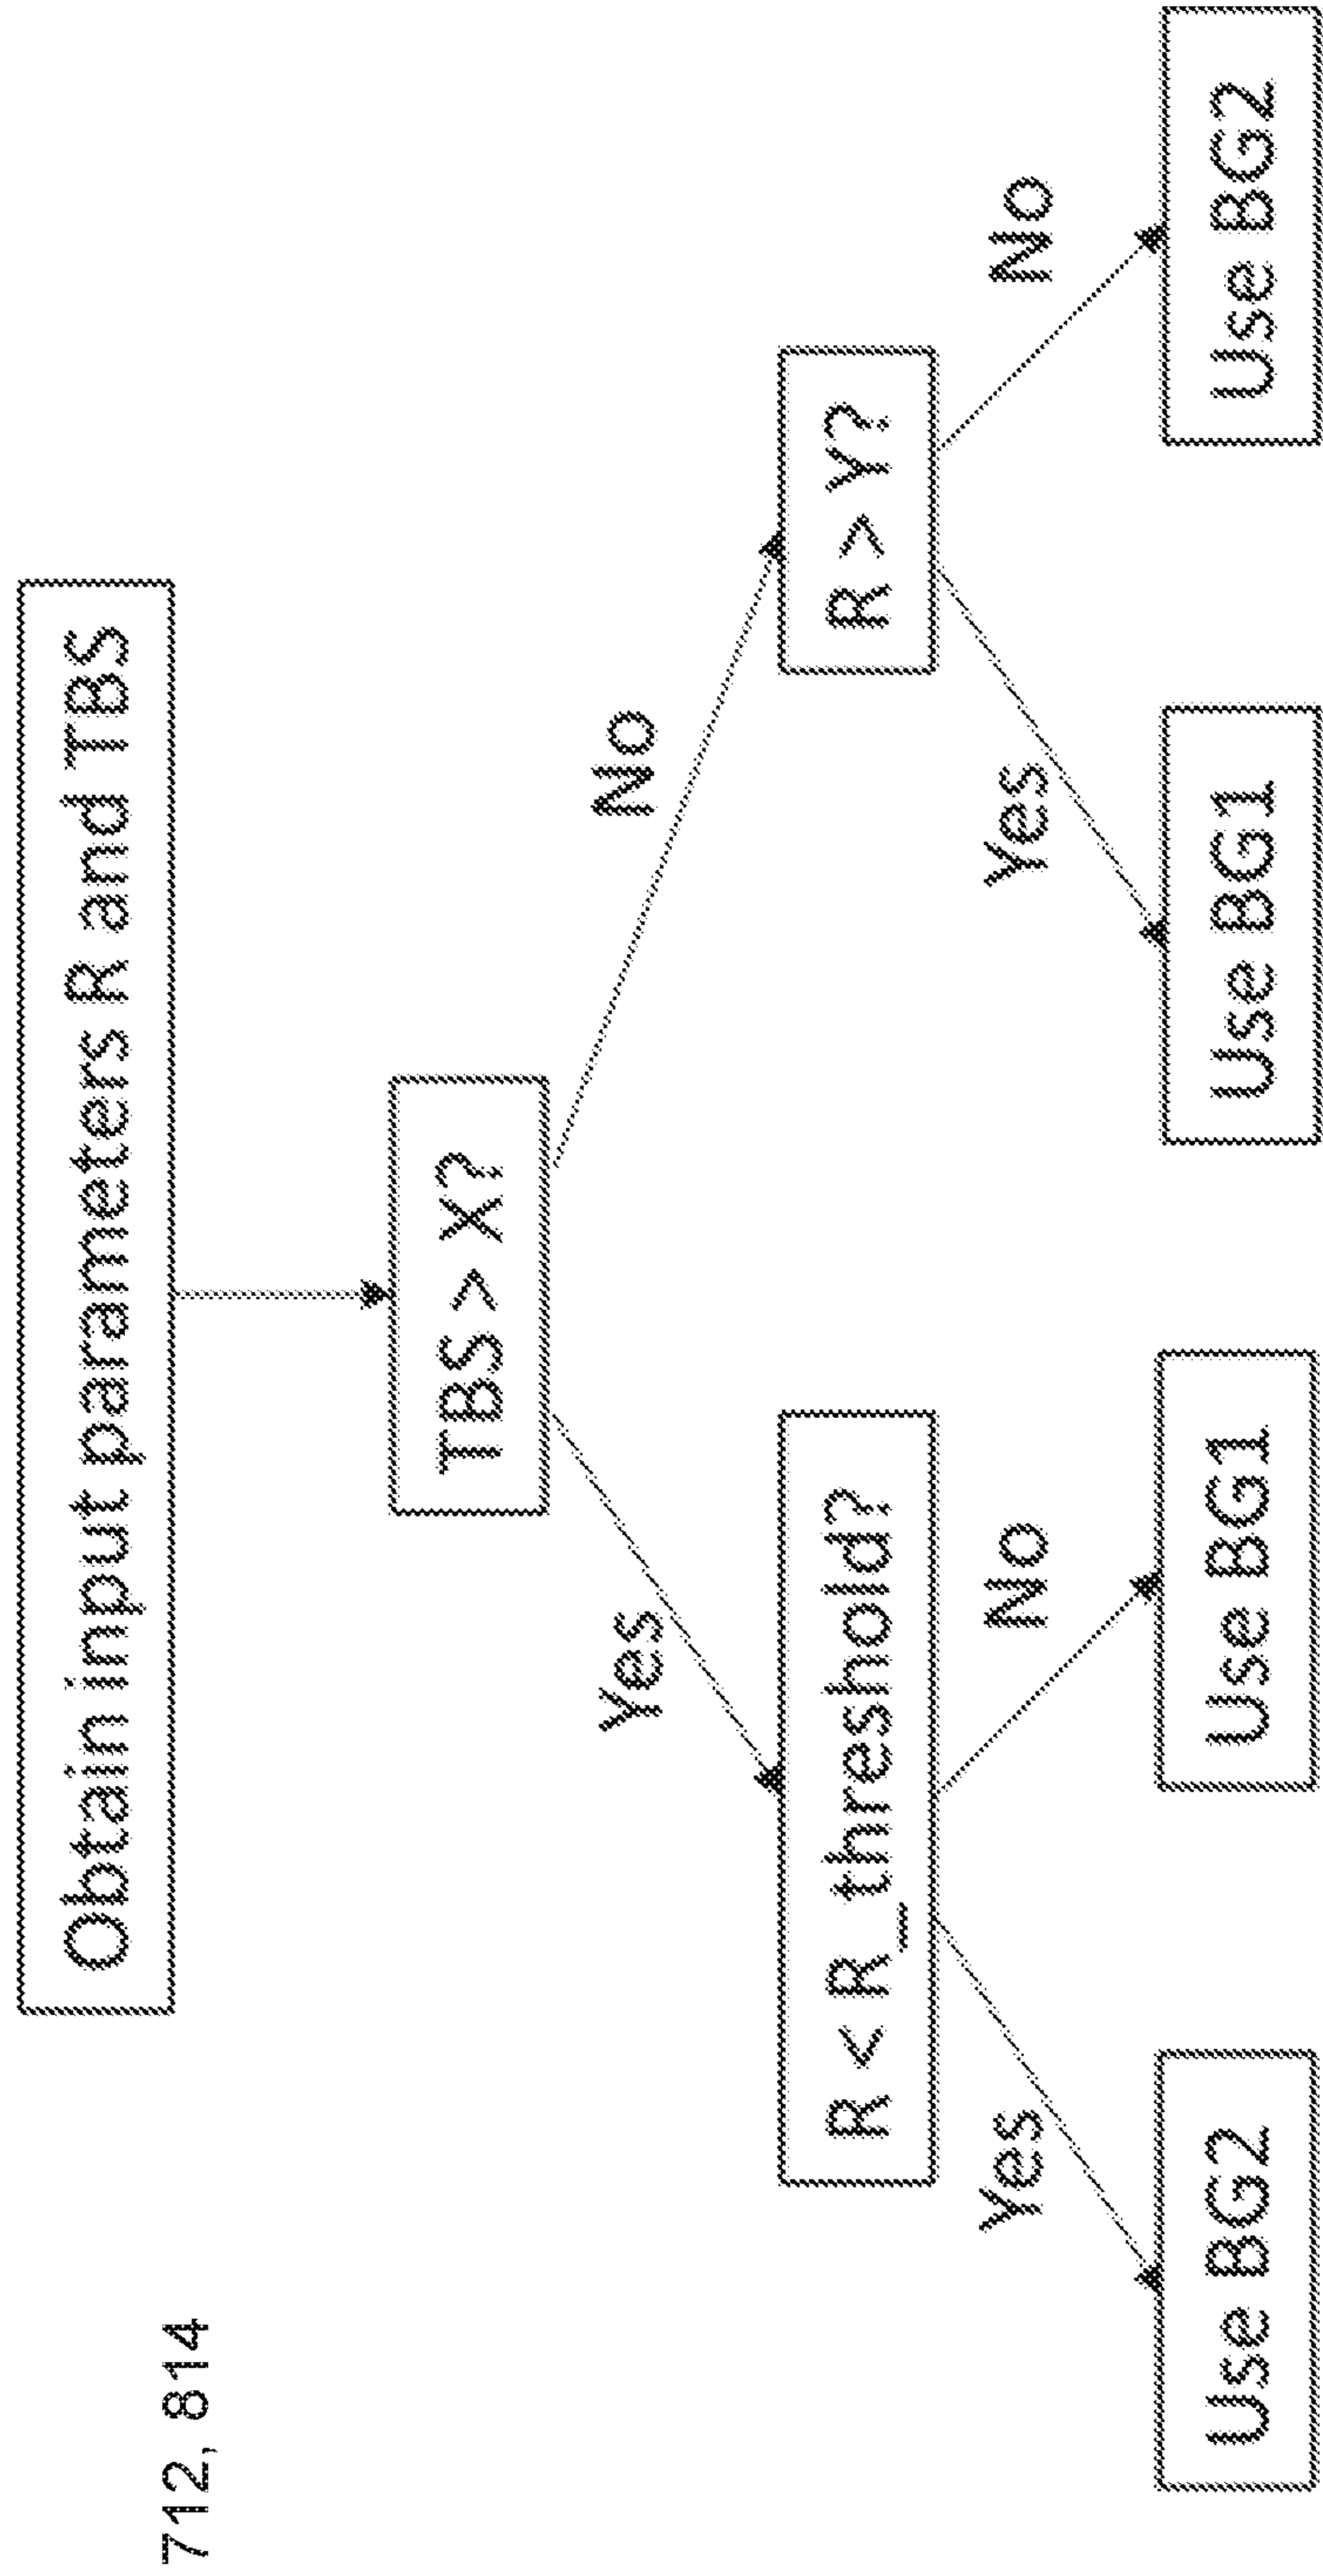 712, 814
Obtain input parameters R and TBS
TBS > X?
Yes
No
R < R_threshold?
R > Y?
Yes
No
Yes
No
Use BG2
Use BG1
Use BG1
Use BG2